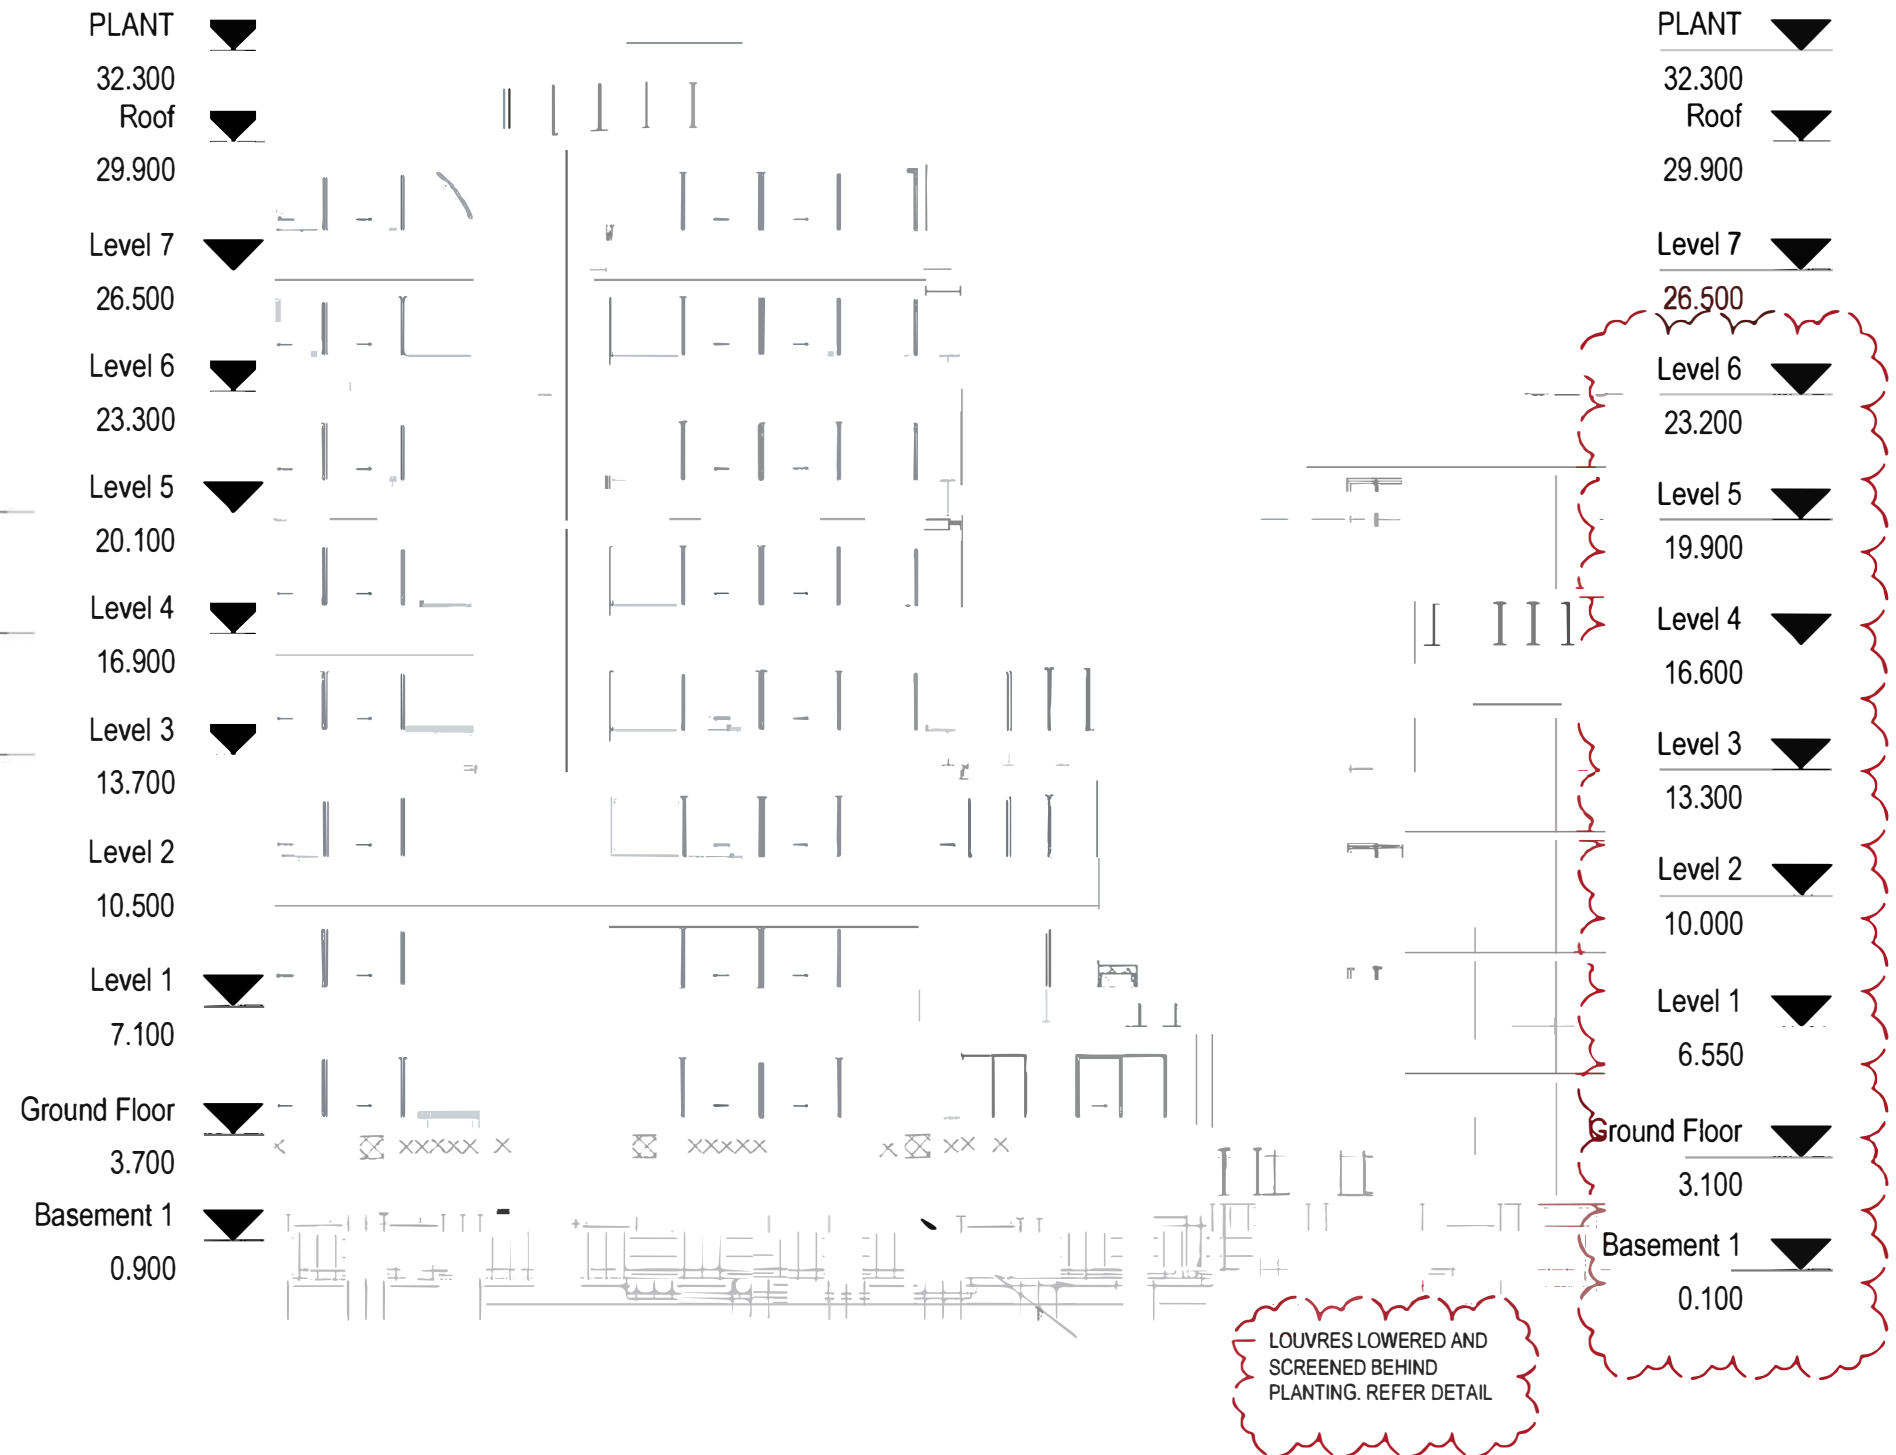 PLANT
32.300
Roof
29.900
Level 7
26.500
Level 6
23.300
Level 5
20.100
Level 4
16.900
Level 3
13.700
Level 2
10.500
Level 1
7.100
Ground Floor
3.700
Basement 1
0.900
PLANT
32.300
Roof
29.900
Level 7
26.500
Level 6
23.200
Level 5
19.900
Level 4
16.600
Level 3
13.300
Level 2
10.000
Level 1
6.550
Ground Floor
3.100
Basement 1
0.100
LOUVRES LOWERED AND
SCREENED BEHIND
PLANTING. REFER DETAIL